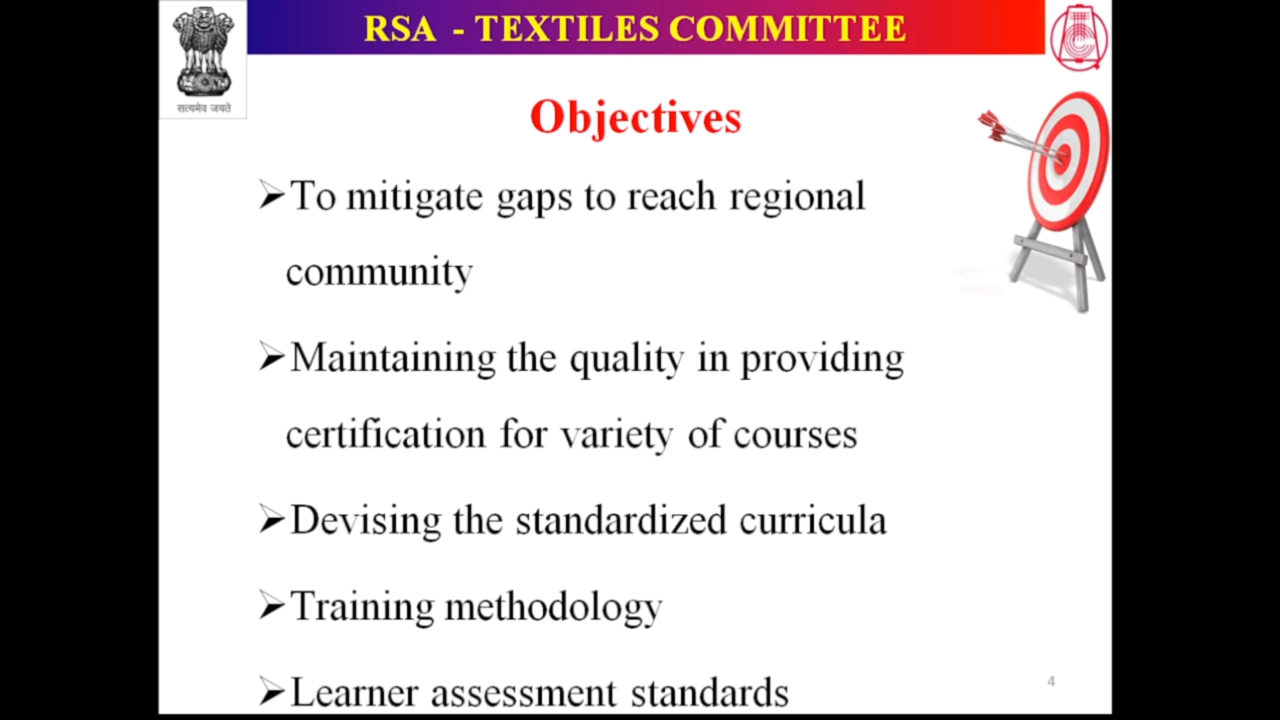 RSA - TEXTILES COMMITTEE
सत्यमेव जयते
Objectives
➢To mitigate gaps to reach regional
community
➢Maintaining the quality in providing
certification for variety of courses
➢Devising the standardized curricula
➢Training methodology
➢Learner assessment standards
4